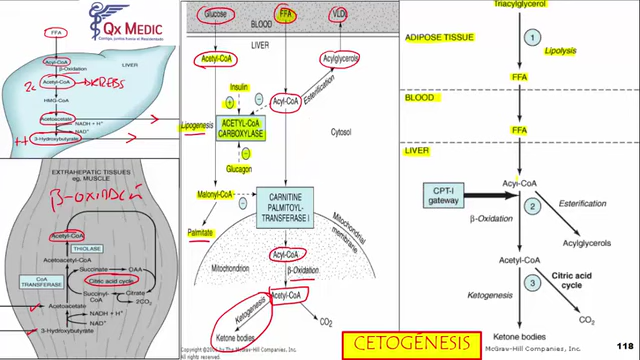 Qx MEDIC
FFA
Acyl-CoA
β-Oxidation
2c
Acetyl-CoA
KREBS
LIVER
HMG-CoA
Acetoacetate
NADH + H⁺
NAD⁺
3-Hydroxybutyrate
EXTRAHEPATIC TISSUES
eg, MUSCLE
Acetyl-CoA
THIOLASE
Acetoacetyl-CoA
CoA
TRANSFERASE
Succinate
OAA
Citric acid cycle
Succinyl-
CoA
Citrate
2CO₂
Acetoacetate
NADH + H⁺
NAD⁺
3-Hydroxybutyrate
Glucose
FFA
VLDL
BLOOD
LIVER
Acetyl-CoA
Acylglycerols
Insulin
+
−
Esterification
Acyl-CoA
Lipogenesis
ACETYL-CoA
CARBOXYLASE
Cytosol
−
Glucagon
Malonyl-CoA
−
CARNITINE
PALMITOYL-
TRANSFERASE I
Palmitate
Mitochondrial
membrane
Acyl-CoA
Mitochondrion
β-Oxidation
Acetyl-CoA
Ketogenesis
CO₂
Ketone bodies
All rights reserved.
Triacylglycerol
ADIPOSE TISSUE
1
Lipolysis
FFA
BLOOD
FFA
LIVER
Acyl-CoA
CPT-I
gateway
2
Esterification
β-Oxidation
Acylglycerols
Acetyl-CoA
Citric acid
cycle
3
Ketogenesis
CO₂
Ketone bodies
CETOGÉNESIS
McGraw-Hill Companies, Inc.
118